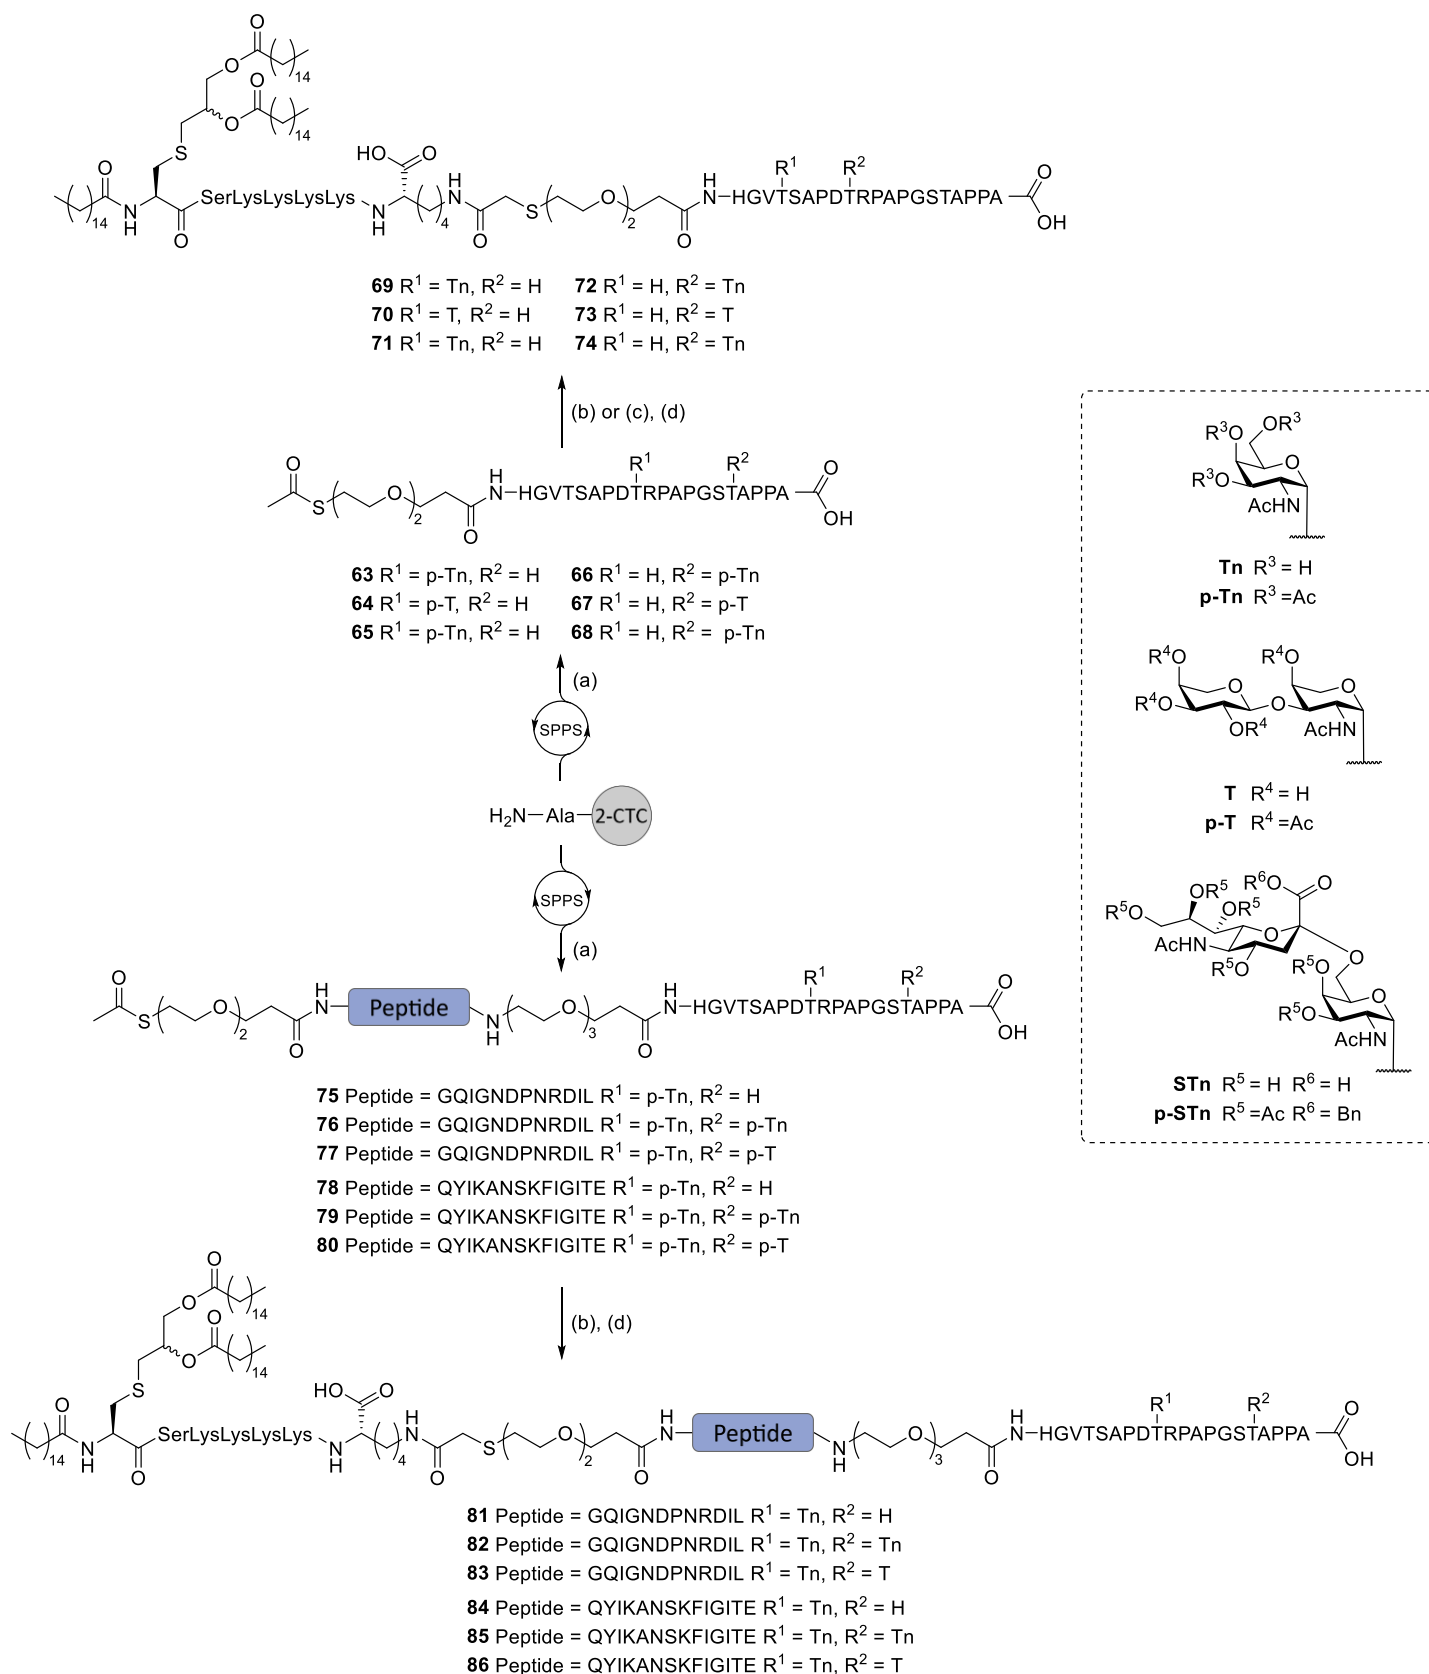 O
O
14
O
O
14
S
O
14
N
H
O
SerLysLysLysLys
HO
O
N
H
4
H
N
O
S
O
2
O
H
N
HGVTSAPDTRPAPGSTAPPA
R1
R2
O
OH
69 R1 = Tn, R2 = H 72 R1 = H, R2 = Tn
70 R1 = T, R2 = H 73 R1 = H, R2 = T
71 R1 = Tn, R2 = H 74 R1 = H, R2 = Tn
(b) or (c), (d)
O
S
O
2
O
H
N
HGVTSAPDTRPAPGSTAPPA
R1
R2
O
OH
63 R1 = p-Tn, R2 = H 66 R1 = H, R2 = p-Tn
64 R1 = p-T, R2 = H 67 R1 = H, R2 = p-T
65 R1 = p-Tn, R2 = H 68 R1 = H, R2 = p-Tn
(a)
SPPS
H2N Ala 2-CTC
SPPS
(a)
O
S
O
2
O
H
N
Peptide
N
H
O
3
O
H
N
HGVTSAPDTRPAPGSTAPPA
R1
R2
O
OH
75 Peptide = GQIGNDPNRDIL R1 = p-Tn, R2 = H
76 Peptide = GQIGNDPNRDIL R1 = p-Tn, R2 = p-Tn
77 Peptide = GQIGNDPNRDIL R1 = p-Tn, R2 = p-T
78 Peptide = QYIKANSKFIGITE R1 = p-Tn, R2 = H
79 Peptide = QYIKANSKFIGITE R1 = p-Tn, R2 = p-Tn
80 Peptide = QYIKANSKFIGITE R1 = p-Tn, R2 = p-T
(b), (d)
O
O
14
O
O
14
S
O
14
N
H
O
SerLysLysLysLys
HO
O
N
H
4
H
N
O
S
O
2
O
H
N
Peptide
N
H
O
3
O
H
N
HGVTSAPDTRPAPGSTAPPA
R1
R2
O
OH
81 Peptide = GQIGNDPNRDIL R1 = Tn, R2 = H
82 Peptide = GQIGNDPNRDIL R1 = Tn, R2 = Tn
83 Peptide = GQIGNDPNRDIL R1 = Tn, R2 = T
84 Peptide = QYIKANSKFIGITE R1 = Tn, R2 = H
85 Peptide = QYIKANSKFIGITE R1 = Tn, R2 = Tn
86 Peptide = QYIKANSKFIGITE R1 = Tn, R2 = T
R3O
OR3
O
R3O
AcHN
Tn R3 = H
p-Tn R3 =Ac
R4O
R4O
O
O
R4O
O
OR4
AcHN
T R4 = H
p-T R4 =Ac
R6O
O
OR5
R5O
OR5
O
AcHN
R5O
O
R5O
O
R5O
AcHN
STn R5 = H R6 = H
p-STn R5 =Ac R6 = Bn